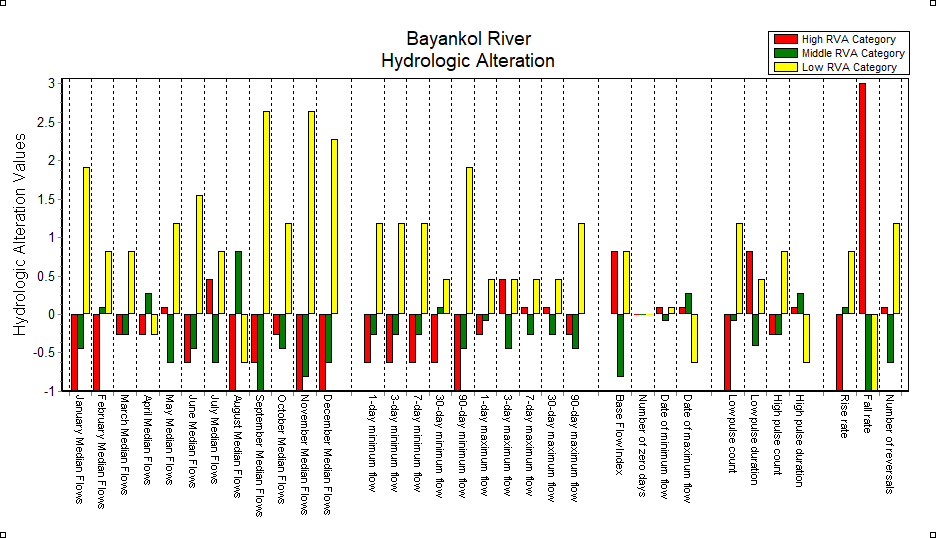 Bayankol River
Hydrologic Alteration
High RVA Category
Middle RVA Category
Low RVA Category
Hydrologic Alteration Values
3
2.5
2
1.5
1
0.5
0
-0.5
-1
January Median Flows
February Median Flows
March Median Flows
April Median Flows
May Median Flows
June Median Flows
July Median Flows
August Median Flows
September Median Flows
October Median Flows
November Median Flows
December Median Flows
1-day minimum flow
3-day minimum flow
7-day minimum flow
30-day minimum flow
90-day minimum flow
1-day maximum flow
3-day maximum flow
7-day maximum flow
30-day maximum flow
90-day maximum flow
Base Flow Index
Number of zero days
Date of minimum flow
Date of maximum flow
Low pulse count
Low pulse duration
High pulse count
High pulse duration
Rise rate
Fall rate
Number of reversals